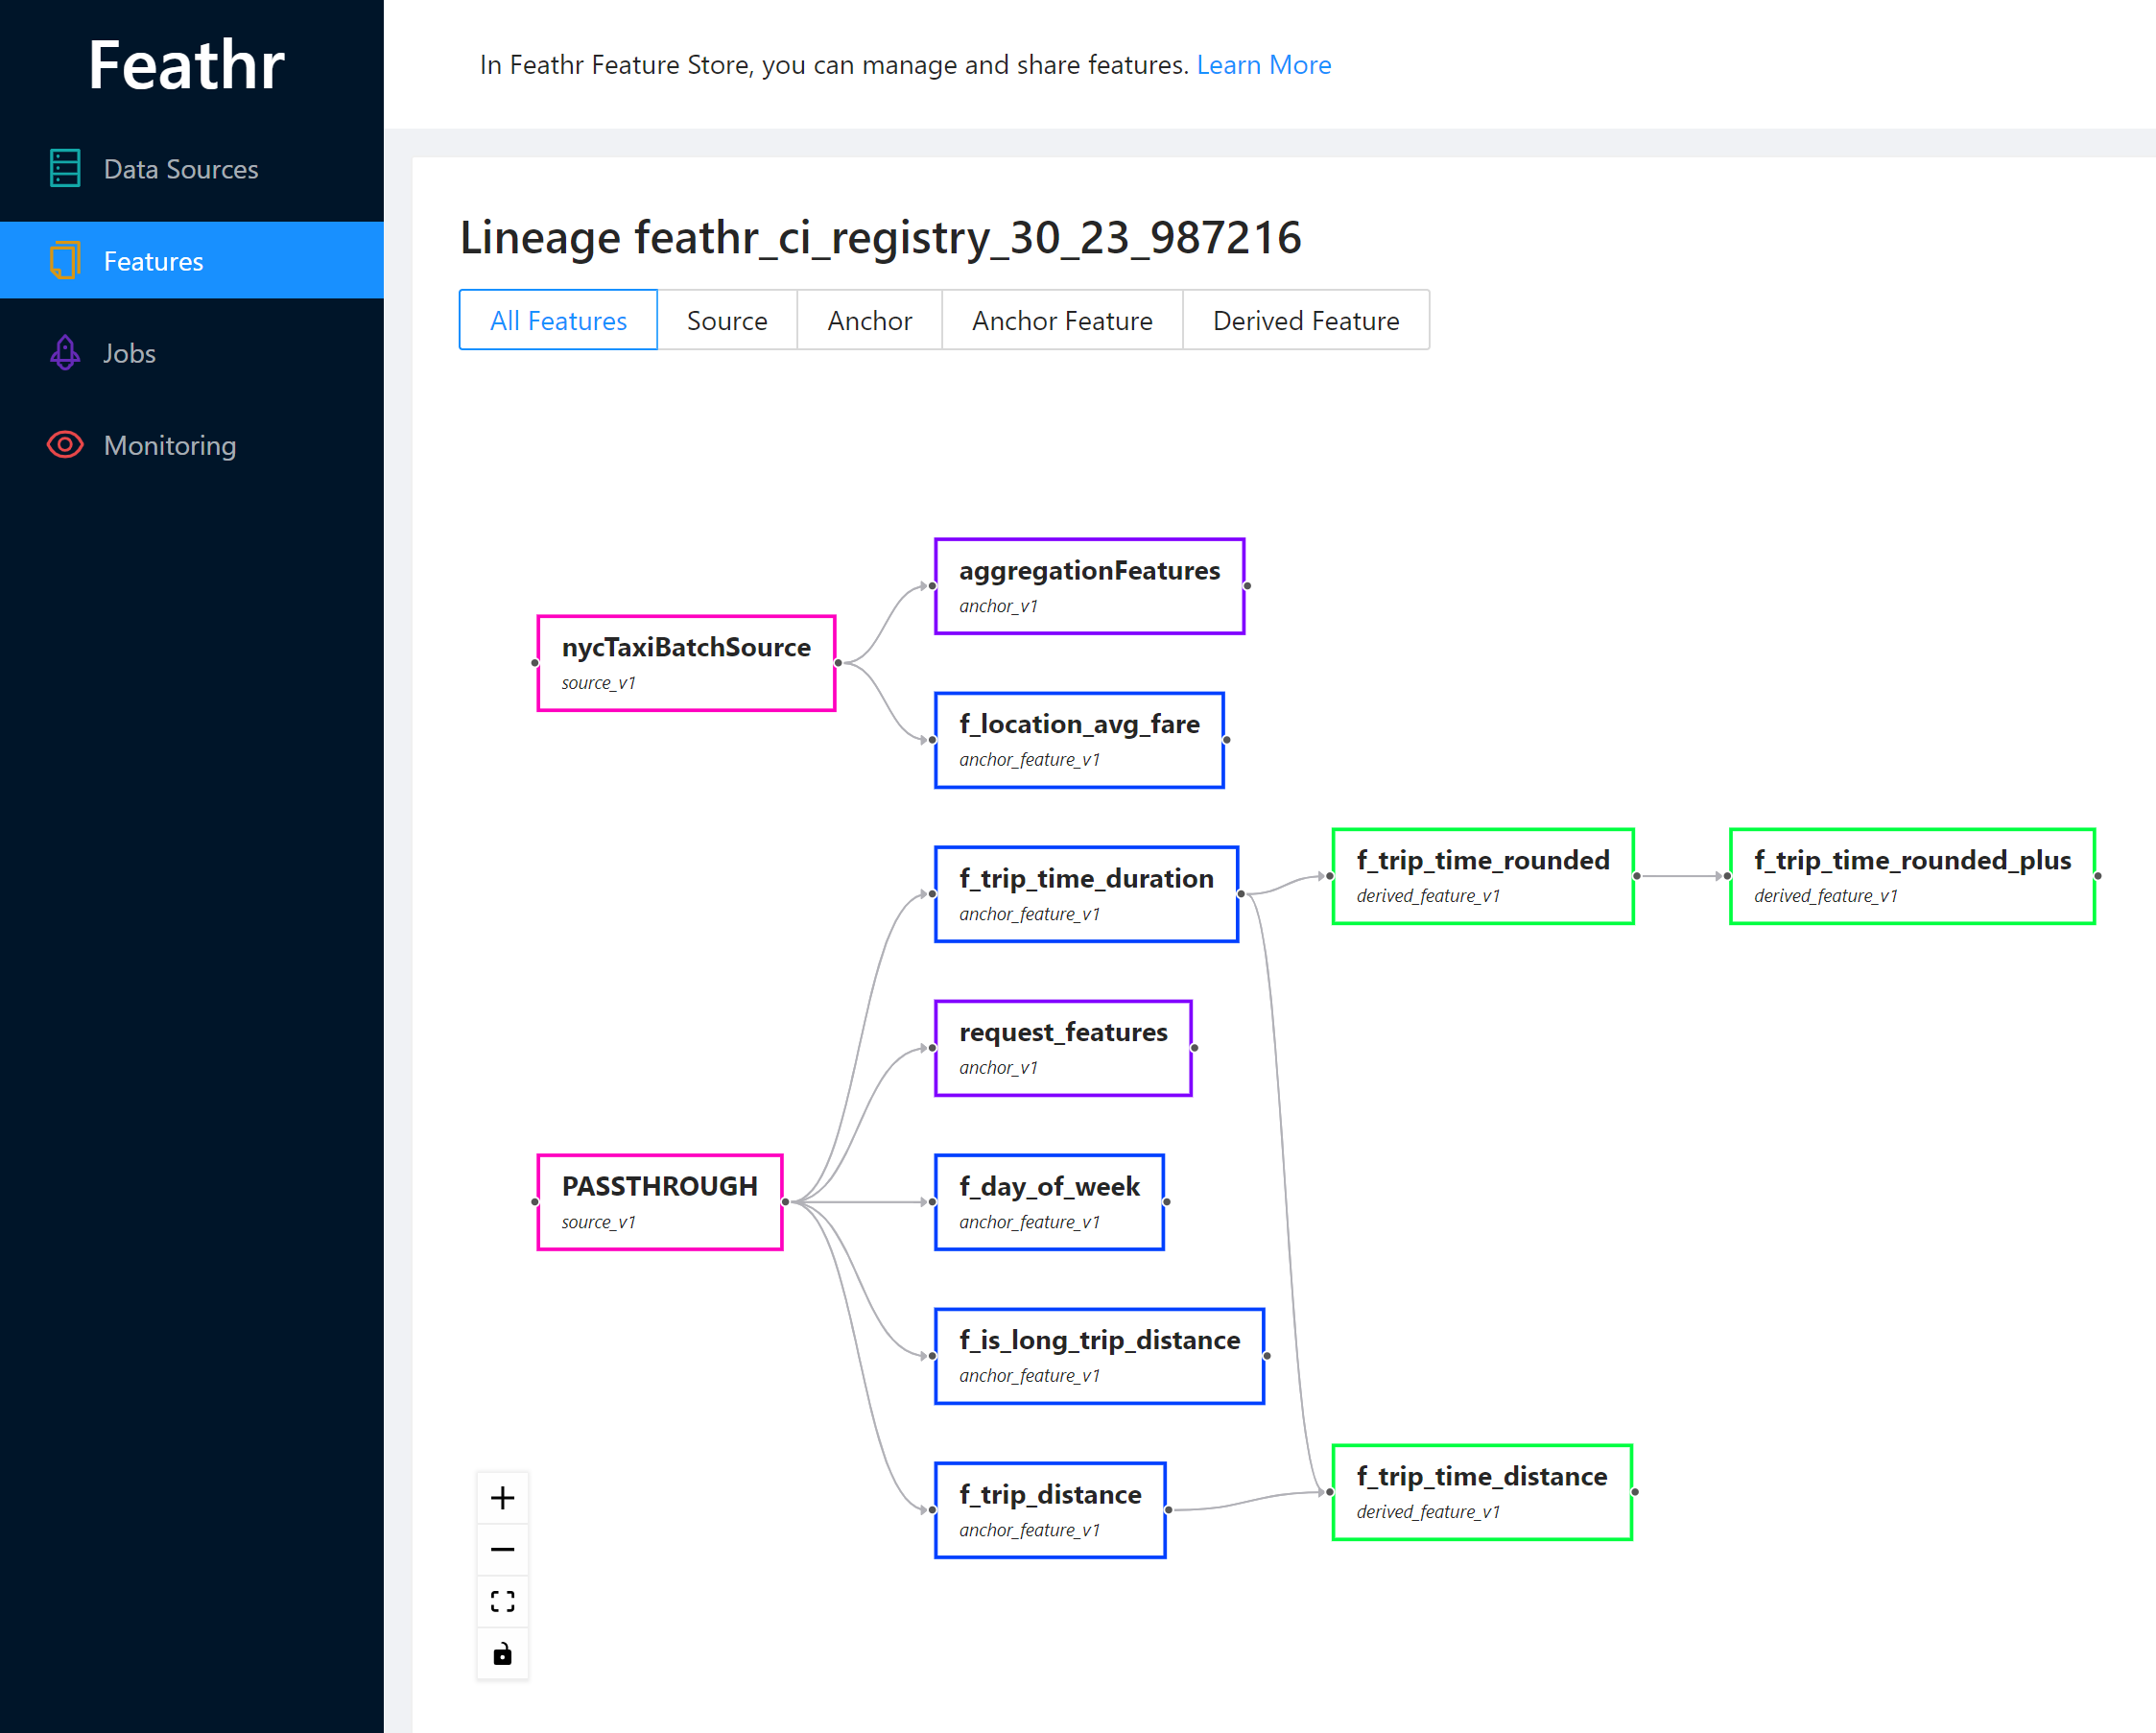 Feathr
Data Sources
Features
Jobs
Monitoring
In Feathr Feature Store, you can manage and share features. Learn More
Lineage feathr_ci_registry_30_23_987216
All Features
Source
Anchor
Anchor Feature
Derived Feature
nycTaxiBatchSource
source_v1
aggregationFeatures
anchor_v1
f_location_avg_fare
anchor_feature_v1
f_trip_time_duration
anchor_feature_v1
f_trip_time_rounded
derived_feature_v1
f_trip_time_rounded_plus
derived_feature_v1
request_features
anchor_v1
PASSTHROUGH
source_v1
f_day_of_week
anchor_feature_v1
f_is_long_trip_distance
anchor_feature_v1
f_trip_distance
anchor_feature_v1
f_trip_time_distance
derived_feature_v1